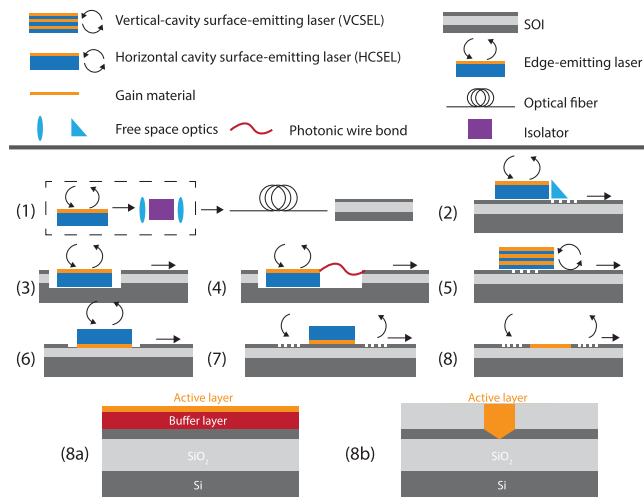 Vertical-cavity surface-emitting laser (VCSEL)
SOI
Horizontal cavity surface-emitting laser (HCSEL)
Edge-emitting laser
Gain material
Optical fiber
Free space optics
Photonic wire bond
Isolator
(1)
(2)
(3)
(4)
(5)
(6)
(7)
(8)
Active layer
Active layer
Buffer layer
(8a)
(8b)
SiO2
SiO2
Si
Si